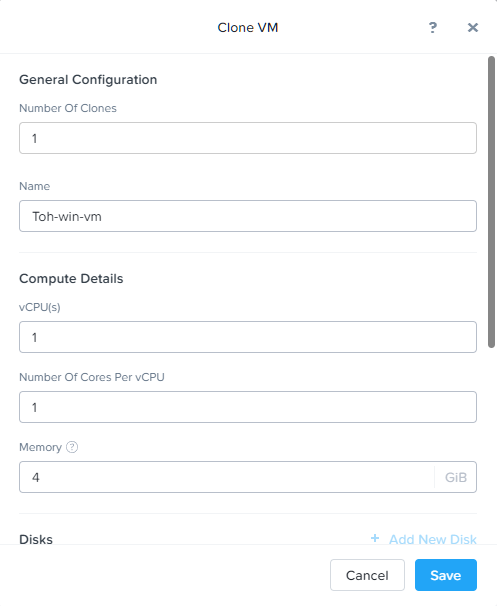 Clone VM
?
General Configuration
Number Of Clones
1
Name
Toh-win-vm
Compute Details
vCPU(s)
1
Number Of Cores Per vCPU
1
Memory ?
4 GiB
Disks + Add New Disk
Cancel Save